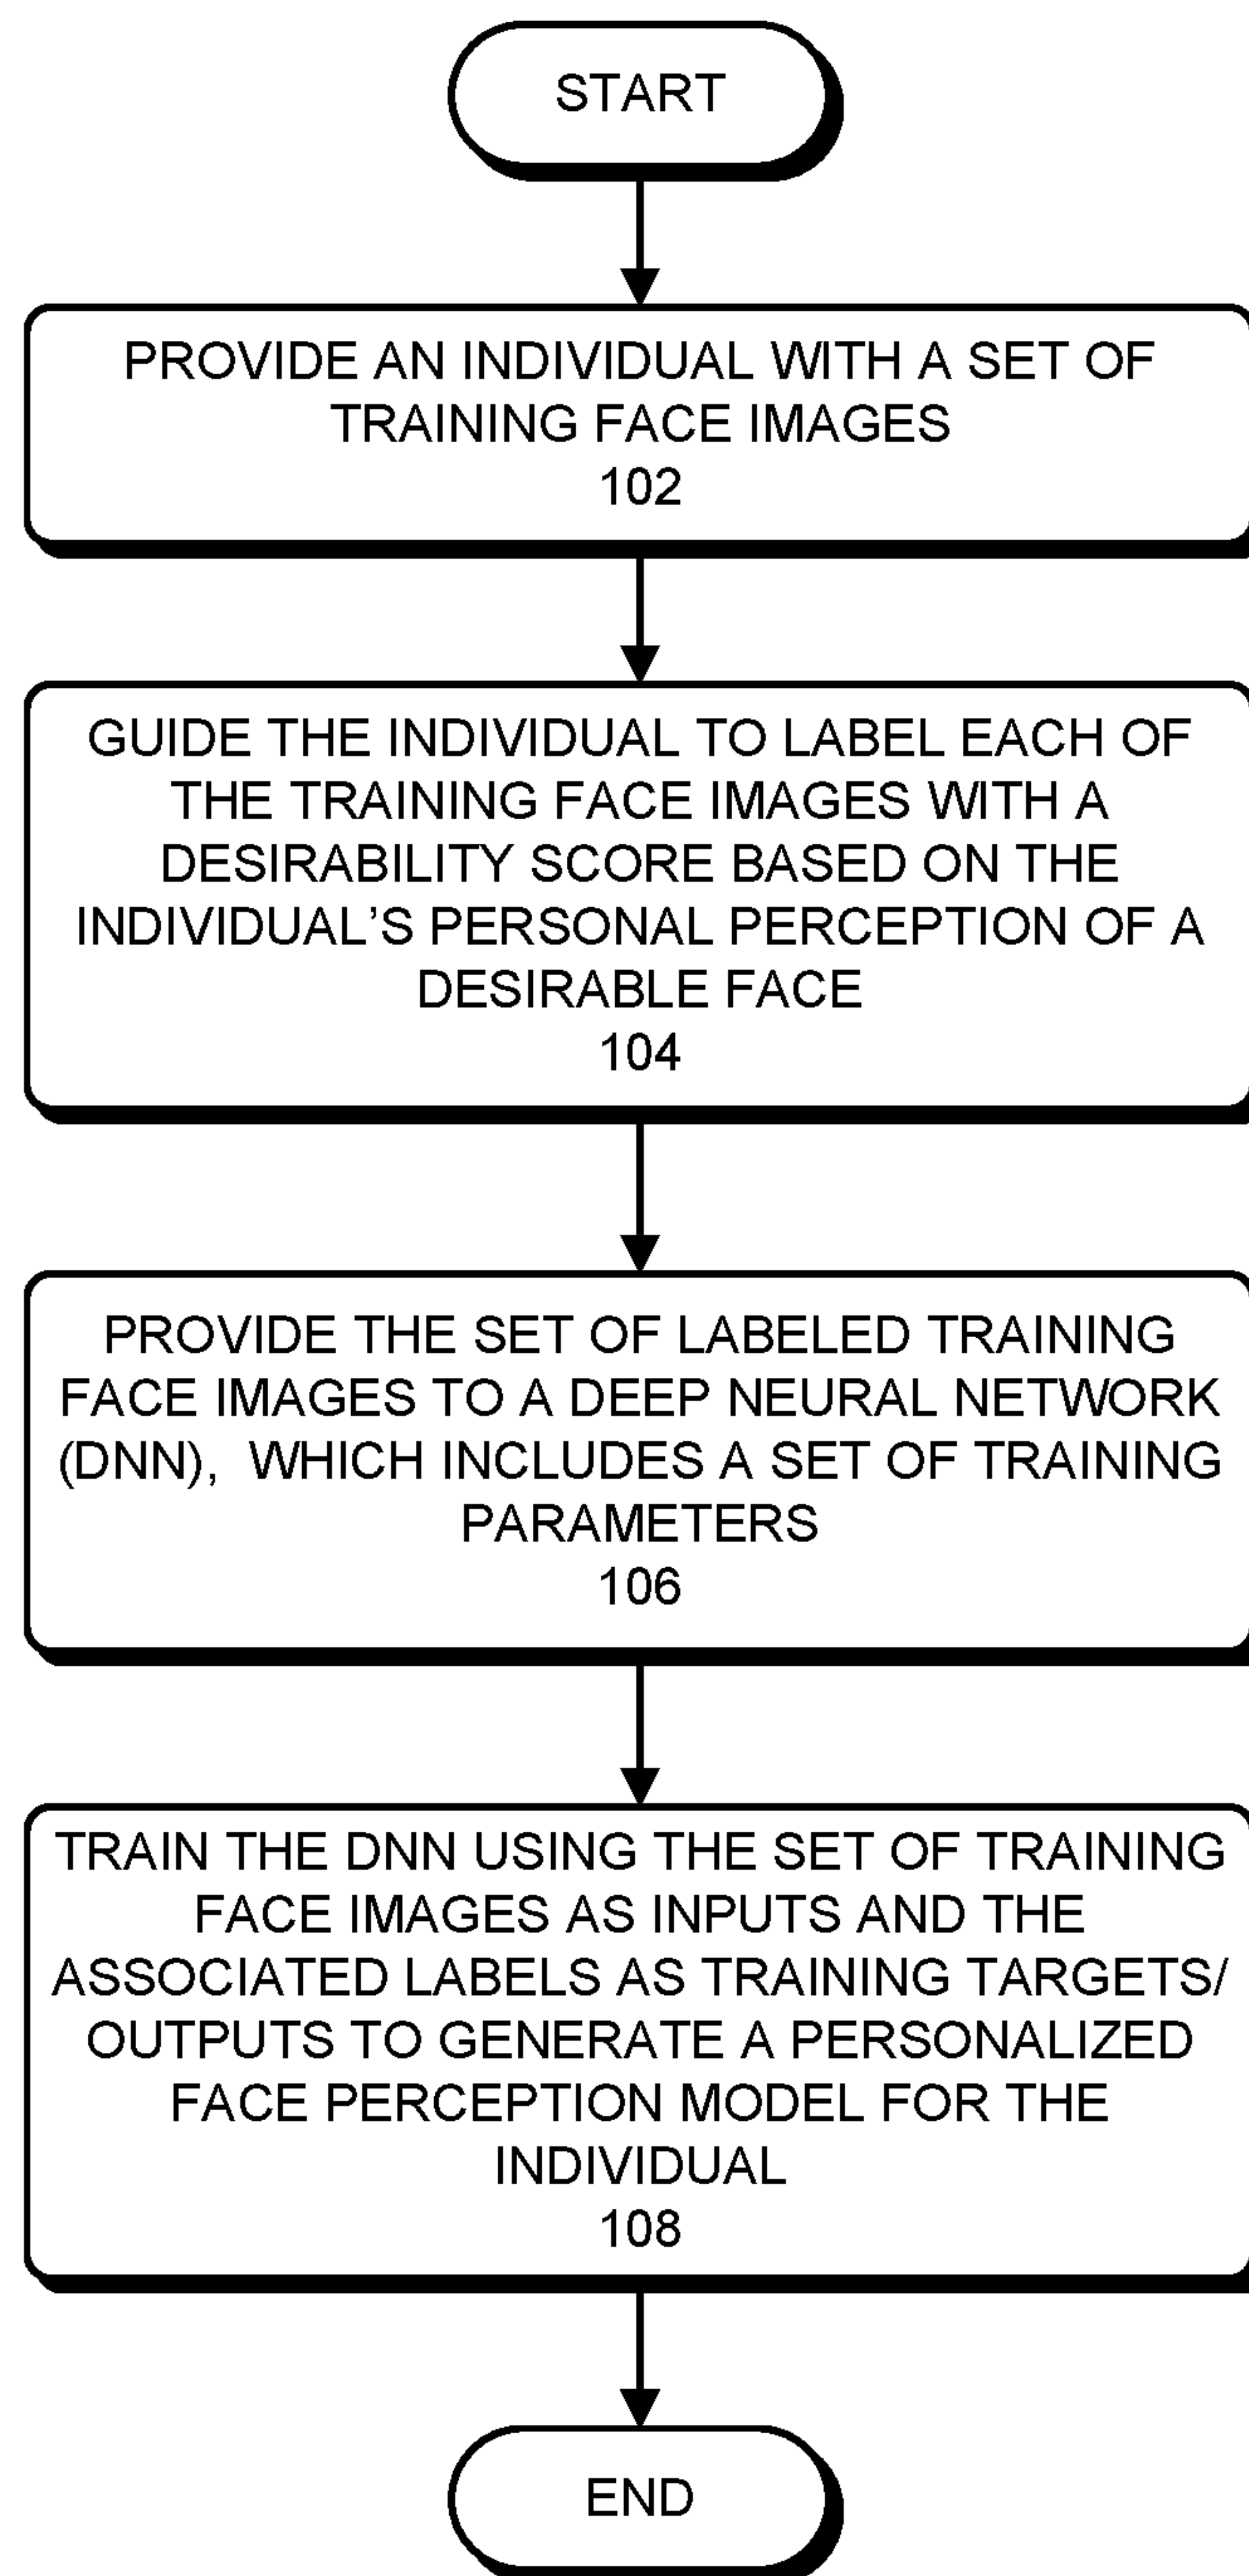 START
PROVIDE AN INDIVIDUAL WITH A SET OF
TRAINING FACE IMAGES
102
GUIDE THE INDIVIDUAL TO LABEL EACH OF
THE TRAINING FACE IMAGES WITH A
DESIRABILITY SCORE BASED ON THE
INDIVIDUAL'S PERSONAL PERCEPTION OF A
DESIRABLE FACE
104
PROVIDE THE SET OF LABELED TRAINING
FACE IMAGES TO A DEEP NEURAL NETWORK
(DNN), WHICH INCLUDES A SET OF TRAINING
PARAMETERS
106
TRAIN THE DNN USING THE SET OF TRAINING
FACE IMAGES AS INPUTS AND THE
ASSOCIATED LABELS AS TRAINING TARGETS/
OUTPUTS TO GENERATE A PERSONALIZED
FACE PERCEPTION MODEL FOR THE
INDIVIDUAL
108
END